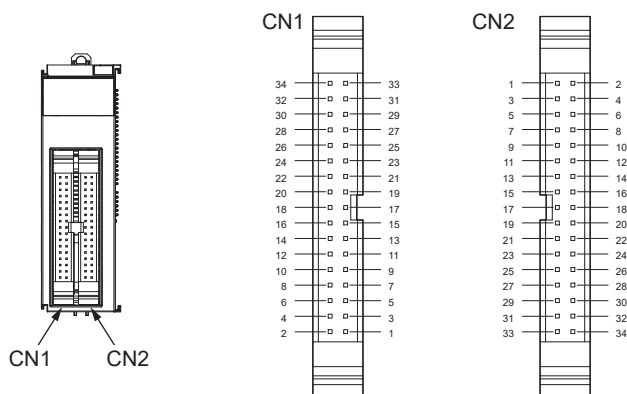 CN1
CN2
34 33 1 2
32 31 3 4
30 29 5 6
28 27 7 8
26 25 9 10
24 23 11 12
22 21 13 14
20 19 15 16
18 17 17 18
16 15 19 20
14 13 21 22
12 11 23 24
10 9 25 26
8 7 27 28
6 5 29 30
4 3 31 32
2 1 33 34
CN1 CN2